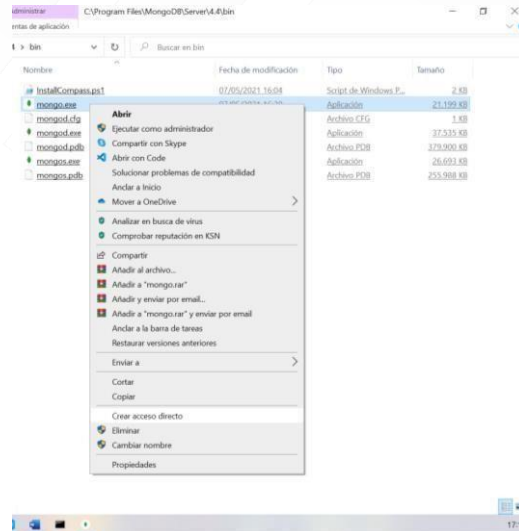 Administrar
C:\Program Files\MongoDB\Server\4.4\bin
entas de aplicación
> bin
Buscar en bin
Nombre Fecha de modificación Tipo Tamaño
InstallCompass.ps1 07/05/2021 16:04 Script de Windows P... 2 KB
mongo.exe Aplicación 21.199 KB
mongod.cfg Archivo CFG 1 KB
mongod.exe Aplicación 37.535 KB
mongod.pdb Archivo PDB 379.900 KB
mongos.exe Aplicación 26.693 KB
mongos.pdb Archivo PDB 255.988 KB
Abrir
Ejecutar como administrador
Compartir con Skype
Abrir con Code
Solucionar problemas de compatibilidad
Anclar a Inicio
Mover a OneDrive
Analizar en busca de virus
Comprobar reputación en KSN
Compartir
Añadir al archivo...
Añadir a "mongo.rar"
Añadir y enviar por email...
Añadir a "mongo.rar" y enviar por email
Anclar a la barra de tareas
Restaurar versiones anteriores
Enviar a
Cortar
Copiar
Crear acceso directo
Eliminar
Cambiar nombre
Propiedades